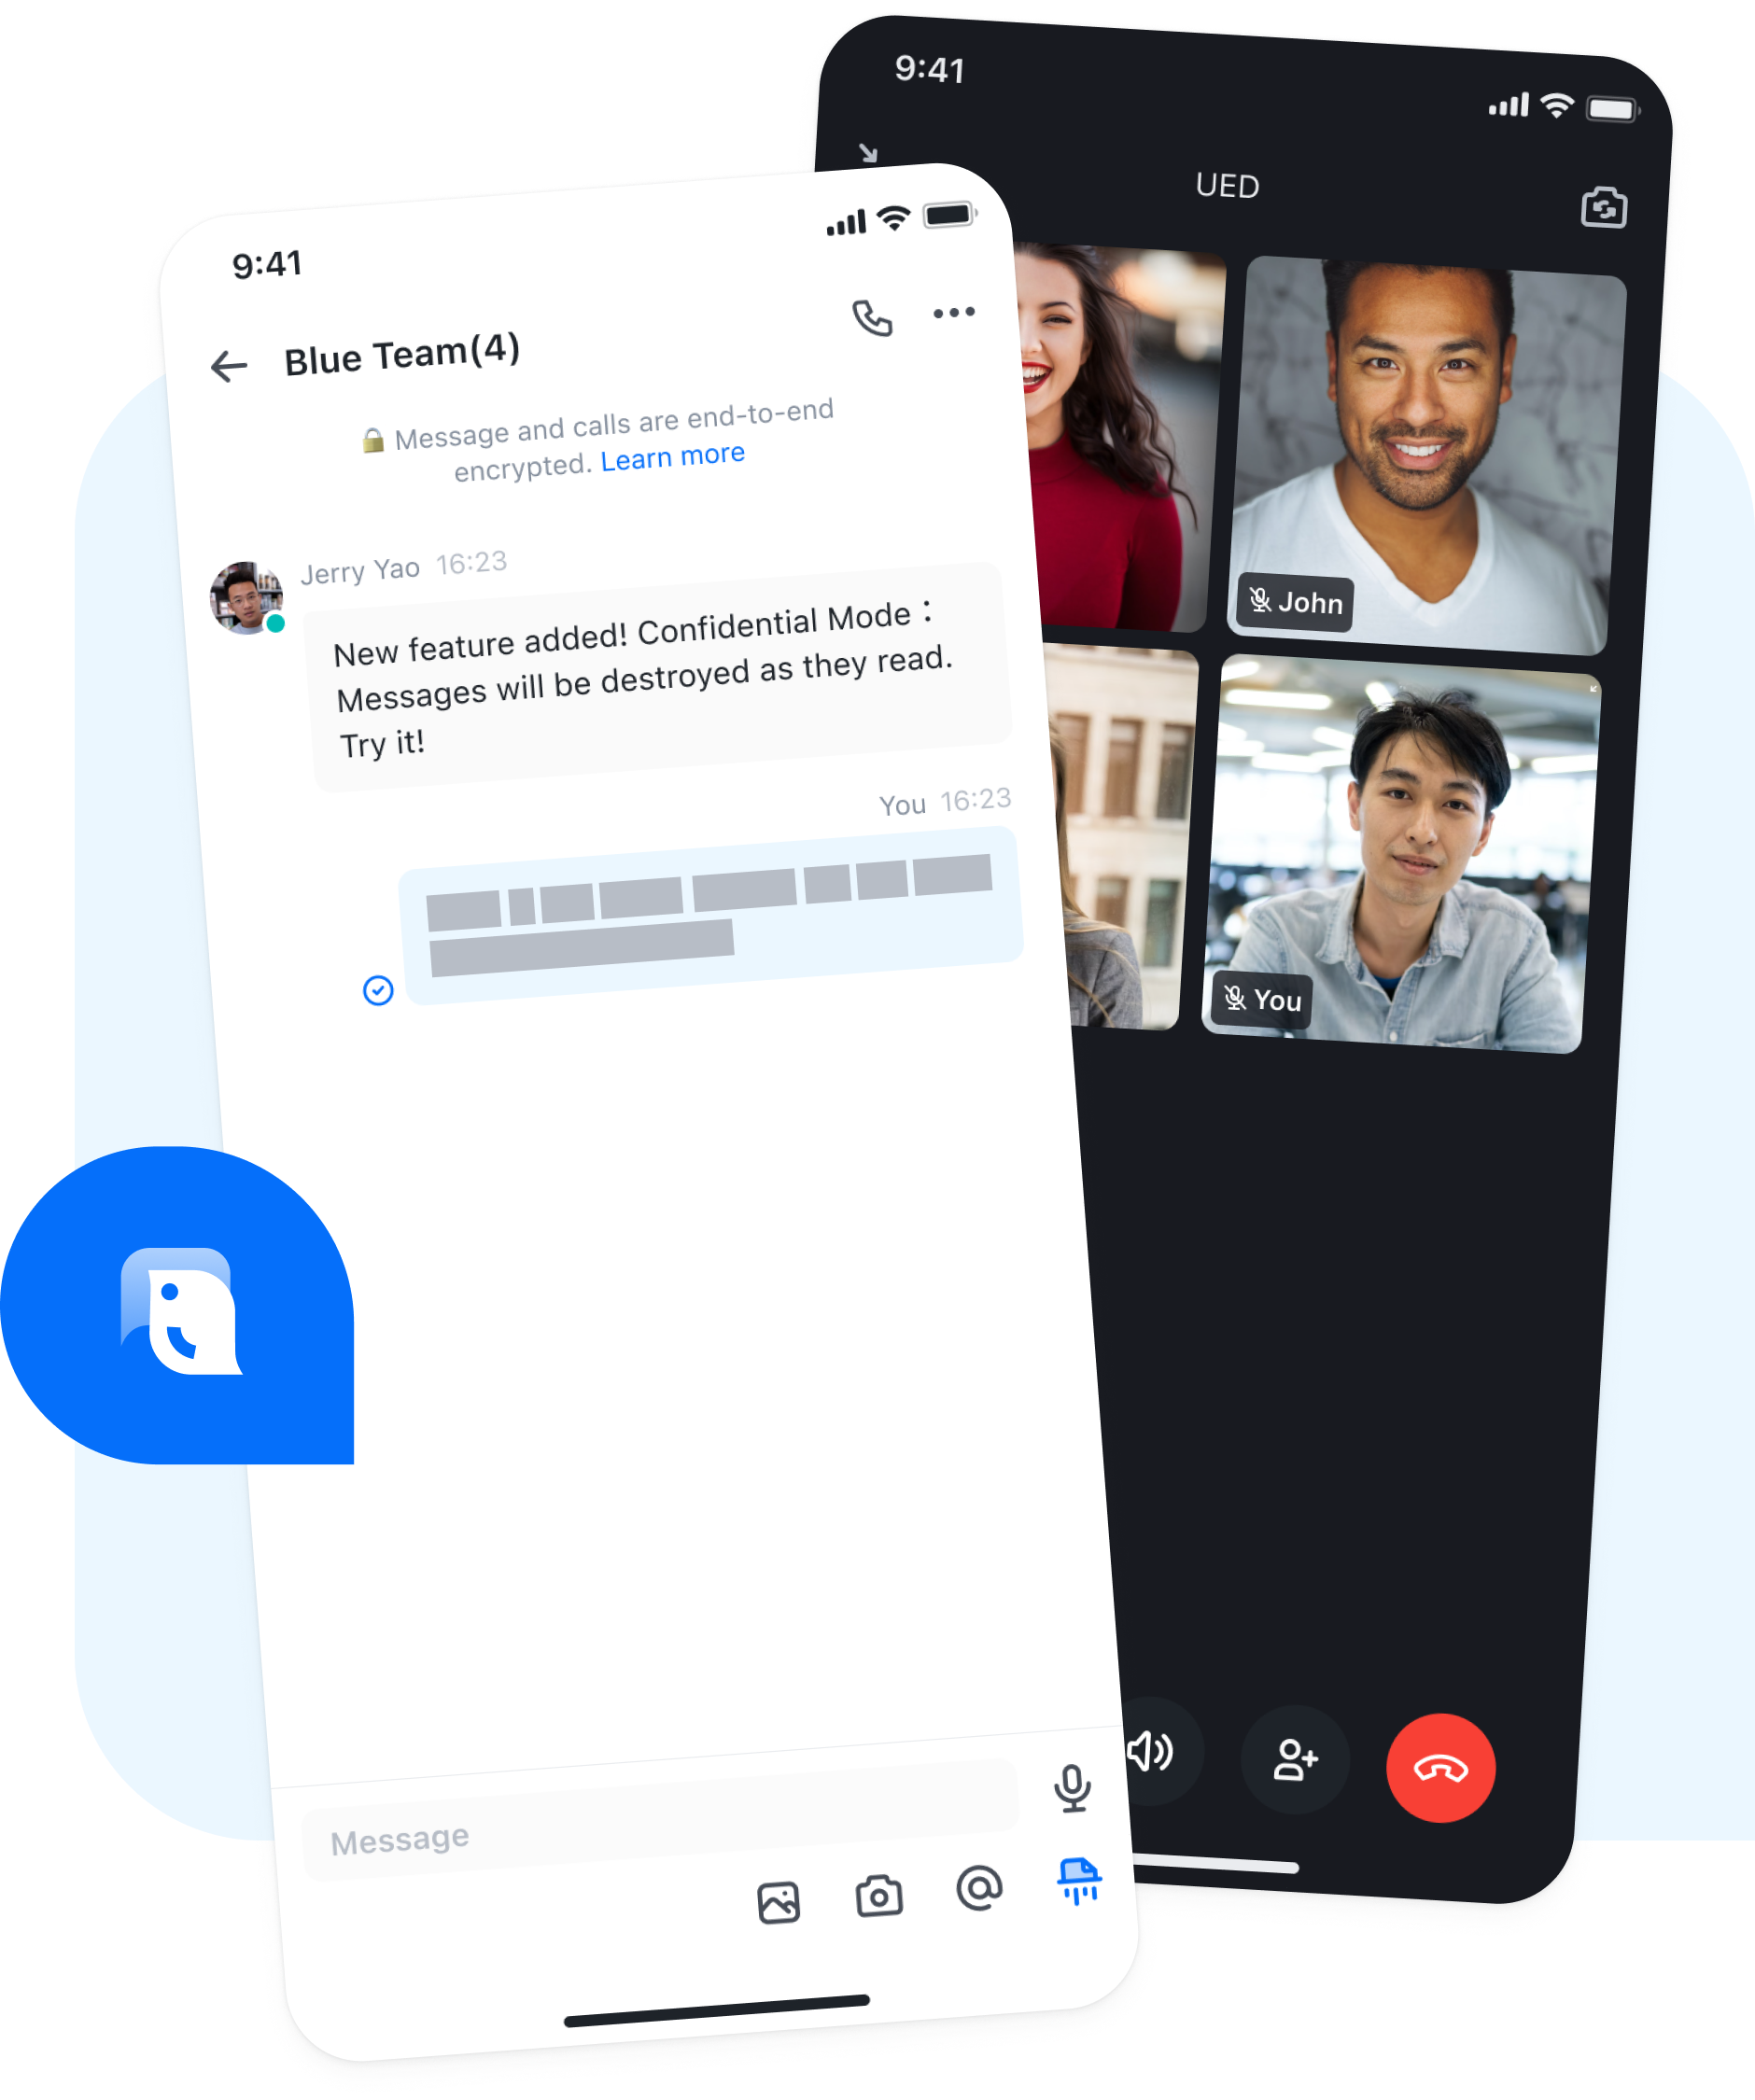 9:41
UED
John
You
9:41
Blue Team(4)
🔒 Message and calls are end-to-end
encrypted. Learn more
Jerry Yao 16:23
New feature added! Confidential Mode :
Messages will be destroyed as they read.
Try it!
You 16:23
Message